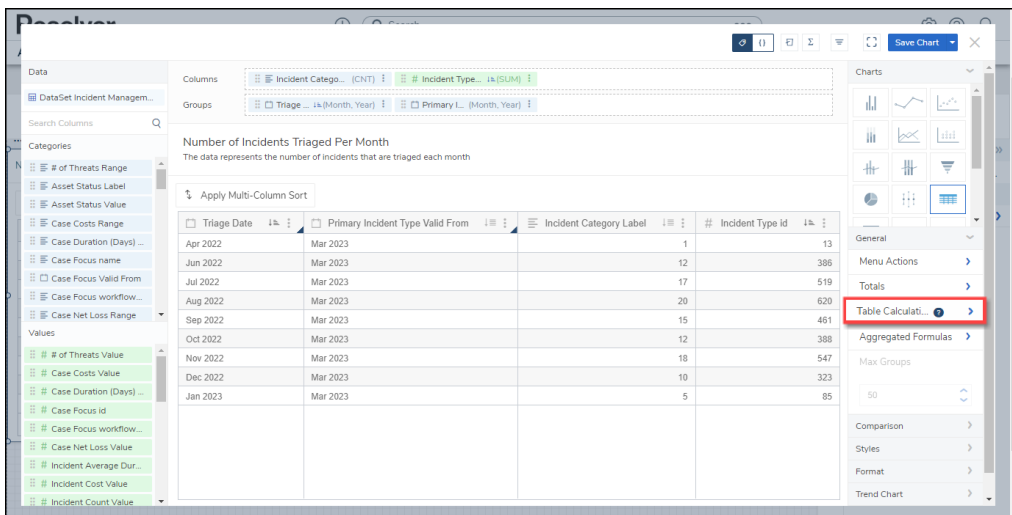 Resolver
Search
{}
Σ
Save Chart
Data
DataSet Incident Managem...
Search Columns
Categories
# of Threats Range
Asset Status Label
Asset Status Value
Case Costs Range
Case Duration (Days) ...
Case Focus name
Case Focus Valid From
Case Focus workflow...
Case Net Loss Range
Values
# # of Threats Value
# Case Costs Value
# Case Duration (Days) ...
# Case Focus id
# Case Focus workflow...
# Case Net Loss Value
# Incident Average Dur...
# Incident Cost Value
# Incident Count Value
Columns
Incident Catego... (CNT)
# Incident Type... (SUM)
Groups
Triage ... (Month, Year)
Primary I... (Month, Year)
Number of Incidents Triaged Per Month
The data represents the number of incidents that are triaged each month
Apply Multi-Column Sort
Triage Date Primary Incident Type Valid From Incident Category Label # Incident Type id
Apr 2022 Mar 2023 1 13
Jun 2022 Mar 2023 12 386
Jul 2022 Mar 2023 17 519
Aug 2022 Mar 2023 20 620
Sep 2022 Mar 2023 15 461
Oct 2022 Mar 2023 12 388
Nov 2022 Mar 2023 18 547
Dec 2022 Mar 2023 10 323
Jan 2023 Mar 2023 5 85
Charts
General
Menu Actions
Totals
Table Calculati... ?
Aggregated Formulas
Max Groups
50
Comparison
Styles
Format
Trend Chart